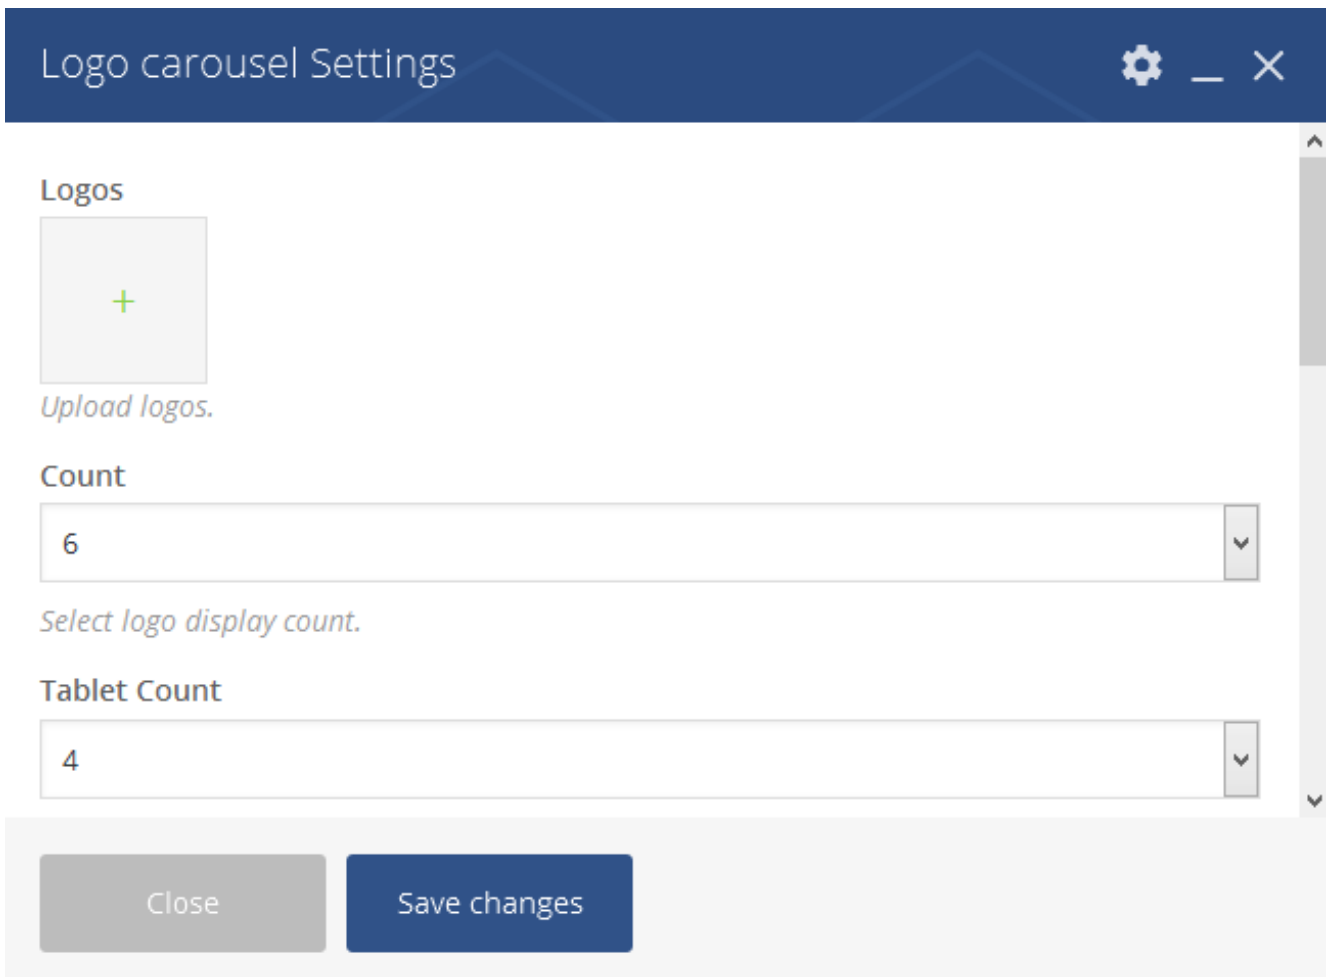 Logo carousel Settings
Logos
+
Upload logos.
Count
6
Select logo display count.
Tablet Count
4
Close
Save changes